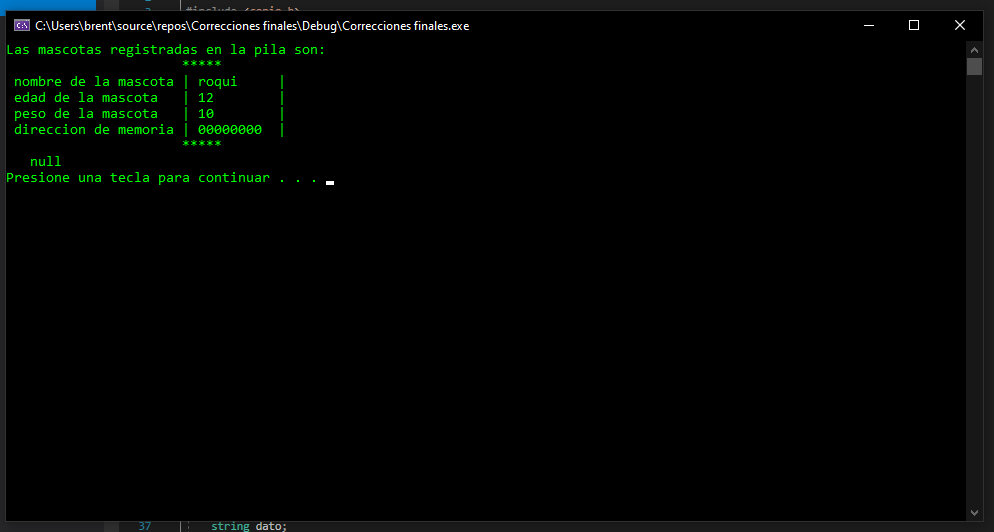 #include <conio.h>
C:\Users\brent\source\repos\Correcciones finales\Debug\Correcciones finales.exe
Las mascotas registradas en la pila son:
*****
nombre de la mascota | roqui |
edad de la mascota | 12 |
peso de la mascota | 10 |
direccion de memoria | 00000000 |
*****
null
Presione una tecla para continuar . . .
37 string dato;